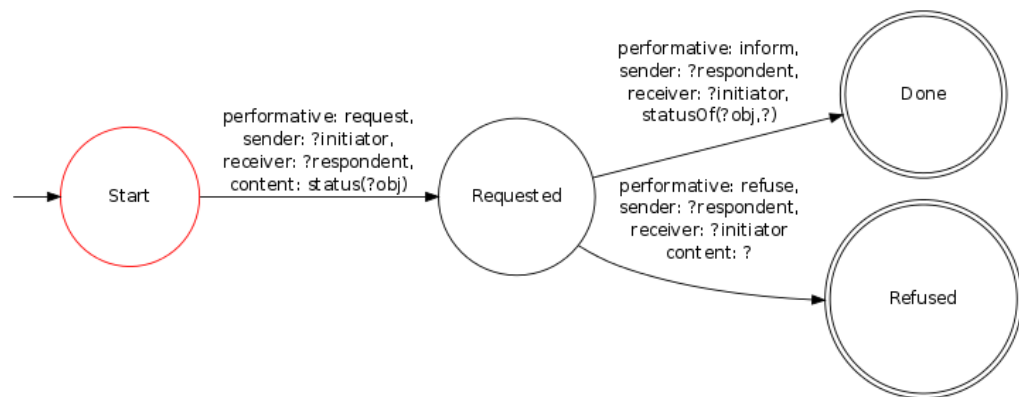 performative: inform,
sender: ?respondent,
receiver: ?initiator,
statusOf(?obj,?)
Done
performative: request,
sender: ?initiator,
receiver: ?respondent,
content: status(?obj)
Start
Requested
performative: refuse,
sender: ?respondent,
receiver: ?initiator
content: ?
Refused